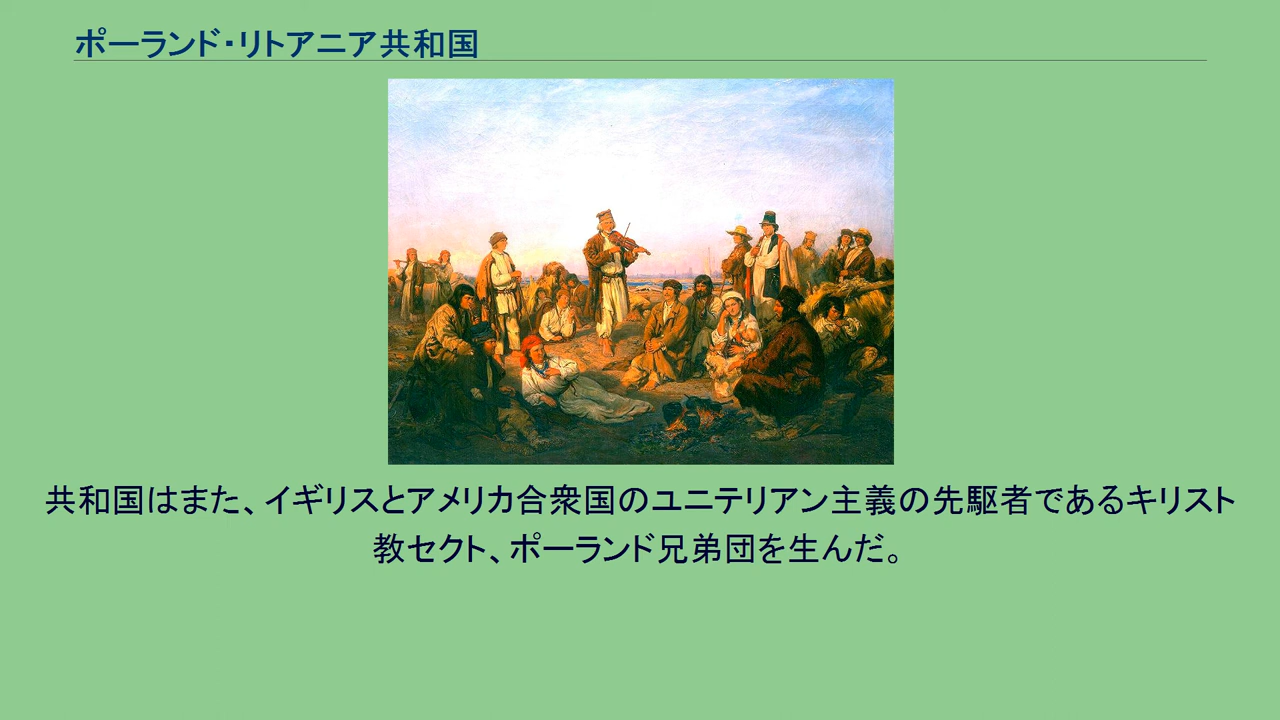 ポーランド・リトアニア共和国
共和国はまた、イギリスとアメリカ合衆国のユニテリアン主義の先駆者であるキリスト
教セクト、ポーランド兄弟団を生んだ。